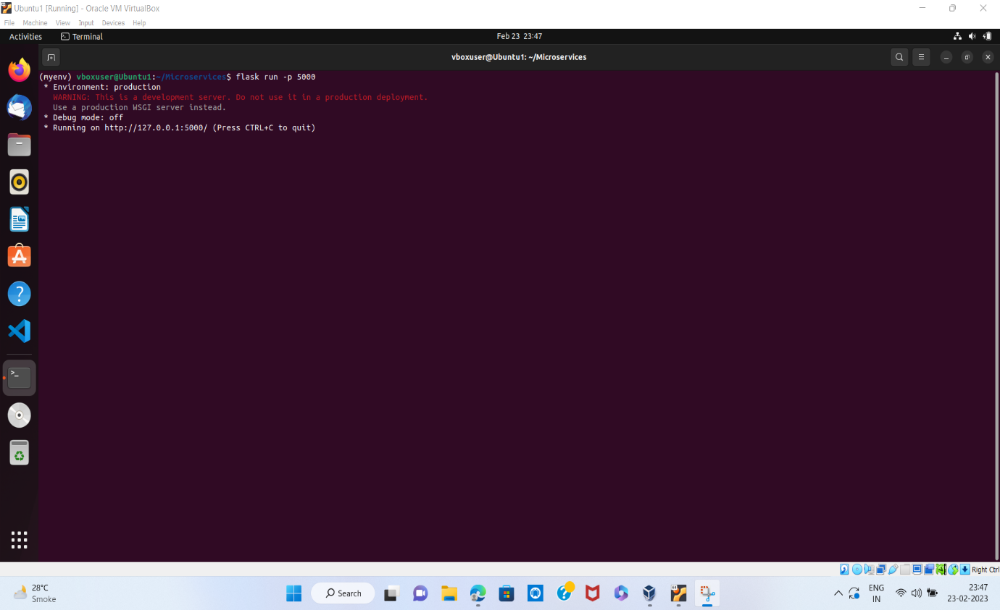 Ubuntu1 [Running] - Oracle VM VirtualBox
File Machine View Input Devices Help
Activities Terminal Feb 23 23:47
vboxuser@Ubuntu1: ~/Microservices
(myenv) vboxuser@Ubuntu1:~/Microservices$ flask run -p 5000
* Environment: production
WARNING: This is a development server. Do not use it in a production deployment.
Use a production WSGI server instead.
* Debug mode: off
* Running on http://127.0.0.1:5000/ (Press CTRL+C to quit)
Right Ctrl
28°C
Smoke
Search
ENG
IN
23:47
23-02-2023